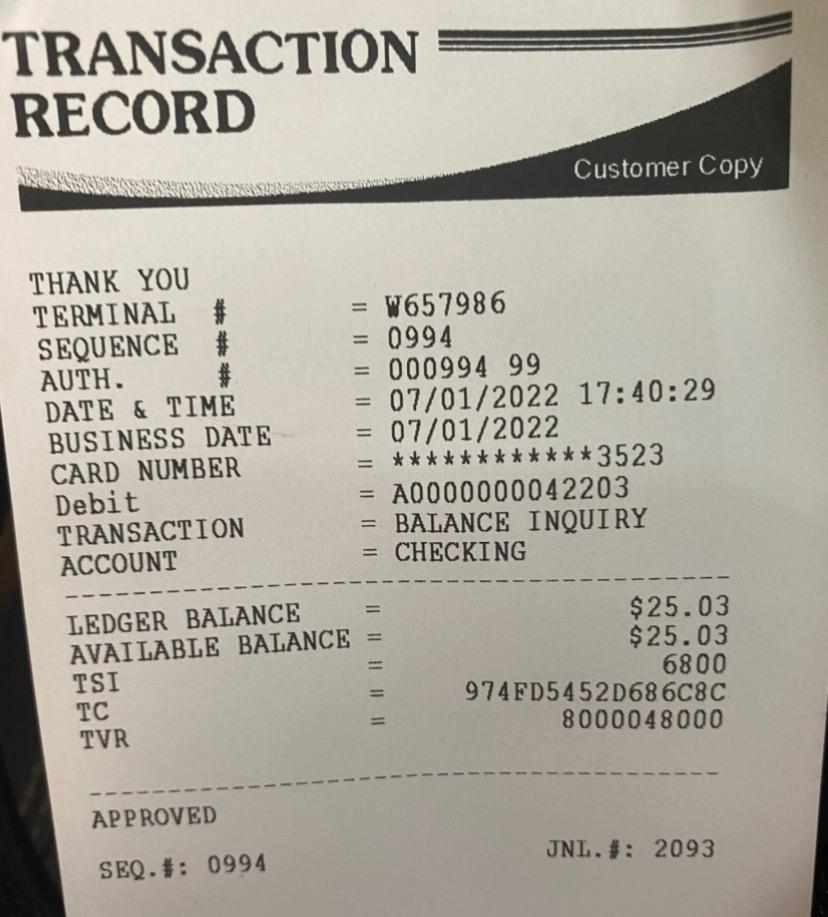 TRANSACTION
RECORD
Customer Copy
THANK YOU
TERMINAL # = W657986
SEQUENCE # = 0994
AUTH. # = 000994 99
DATE & TIME = 07/01/2022 17:40:29
BUSINESS DATE = 07/01/2022
CARD NUMBER = ************3523
Debit = A0000000042203
TRANSACTION = BALANCE INQUIRY
ACCOUNT = CHECKING
LEDGER BALANCE = $25.03
AVAILABLE BALANCE = $25.03
TSI = 6800
TC = 974FD5452D686C8C
TVR = 8000048000
APPROVED
SEQ.#: 0994 JNL.#: 2093